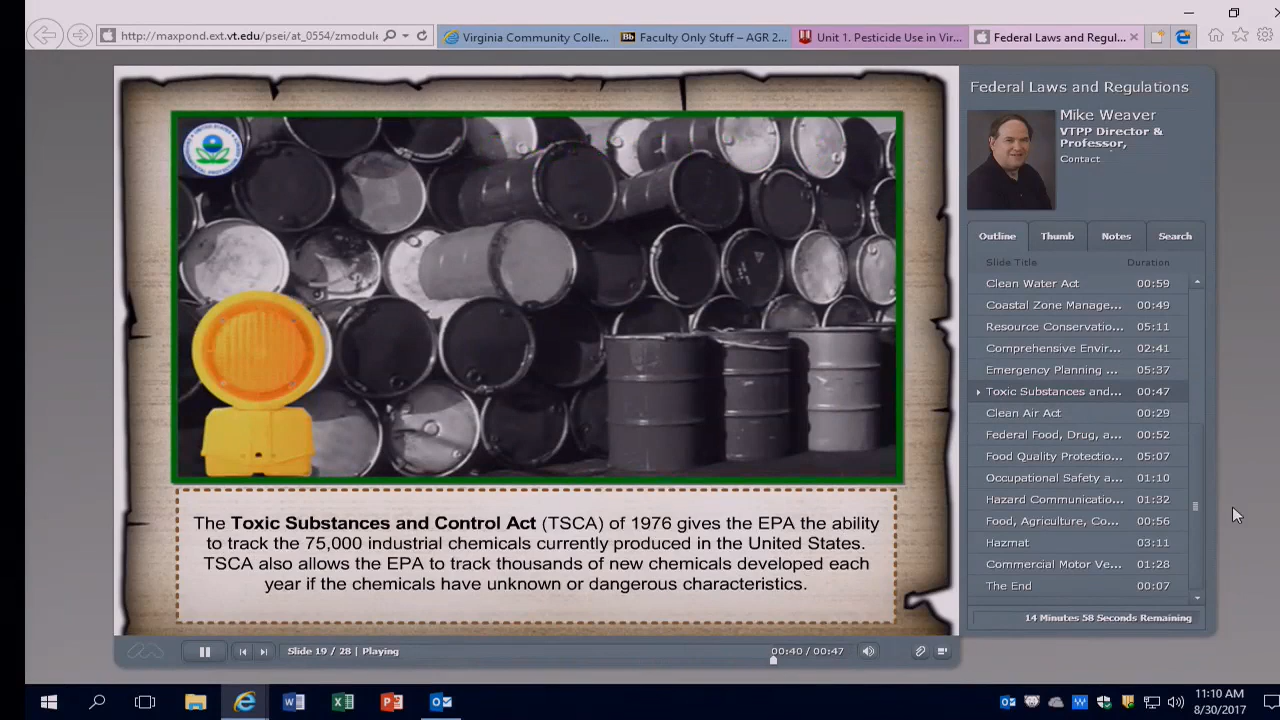 http://maxpond.ext.vt.edu/psei/at_0554/zmodule
Virginia Community Colle...
Bb Faculty Only Stuff – AGR 2...
Unit 1. Pesticide Use in Vir...
Federal Laws and Regul...
Federal Laws and Regulations
Mike Weaver
VTPP Director &
Professor,
Contact
Outline Thumb Notes Search
Slide Title Duration
Clean Water Act 00:59
Coastal Zone Manage... 00:49
Resource Conservatio... 05:11
Comprehensive Envir... 02:41
Emergency Planning ... 05:37
Toxic Substances and... 00:47
Clean Air Act 00:29
Federal Food, Drug, a... 00:52
Food Quality Protectio... 05:07
Occupational Safety a... 01:10
Hazard Communicatio... 01:32
Food, Agriculture, Co... 00:56
Hazmat 03:11
Commercial Motor Ve... 01:28
The End 00:07
14 Minutes 58 Seconds Remaining
The Toxic Substances and Control Act (TSCA) of 1976 gives the EPA the ability
to track the 75,000 industrial chemicals currently produced in the United States.
TSCA also allows the EPA to track thousands of new chemicals developed each
year if the chemicals have unknown or dangerous characteristics.
Slide 19 / 28 | Playing
00:40 / 00:47
11:10 AM
8/30/2017